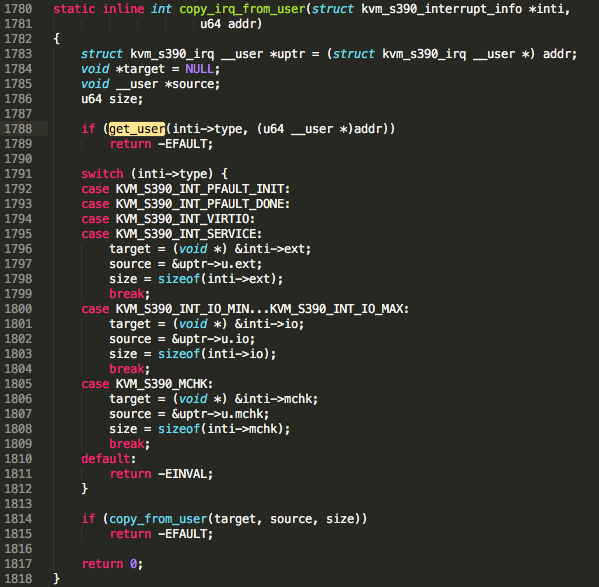 1780 static inline int copy_irq_from_user(struct kvm_s390_interrupt_info *inti,
1781                      u64 addr)
1782 {
1783     struct kvm_s390_irq __user *uptr = (struct kvm_s390_irq __user *) addr;
1784     void *target = NULL;
1785     void __user *source;
1786     u64 size;
1787
1788     if (get_user(inti->type, (u64 __user *)addr))
1789         return -EFAULT;
1790
1791     switch (inti->type) {
1792     case KVM_S390_INT_PFAULT_INIT:
1793     case KVM_S390_INT_PFAULT_DONE:
1794     case KVM_S390_INT_VIRTIO:
1795     case KVM_S390_INT_SERVICE:
1796         target = (void *) &inti->ext;
1797         source = &uptr->u.ext;
1798         size = sizeof(inti->ext);
1799         break;
1800     case KVM_S390_INT_IO_MIN...KVM_S390_INT_IO_MAX:
1801         target = (void *) &inti->io;
1802         source = &uptr->u.io;
1803         size = sizeof(inti->io);
1804         break;
1805     case KVM_S390_MCHK:
1806         target = (void *) &inti->mchk;
1807         source = &uptr->u.mchk;
1808         size = sizeof(inti->mchk);
1809         break;
1810     default:
1811         return -EINVAL;
1812     }
1813
1814     if (copy_from_user(target, source, size))
1815         return -EFAULT;
1816
1817     return 0;
1818 }